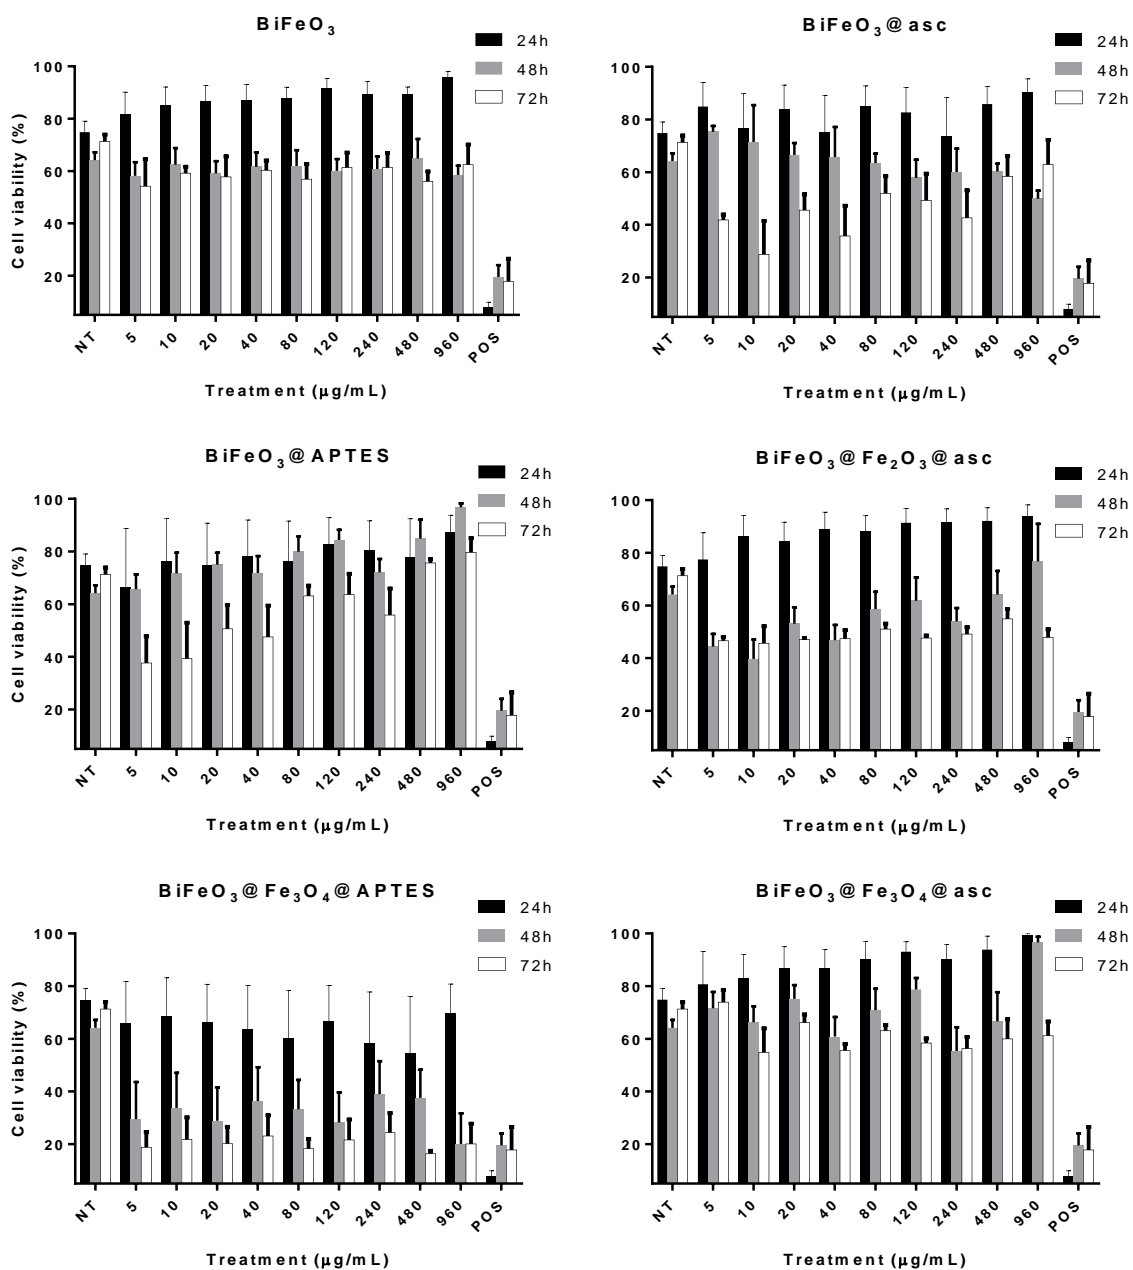 BiFeO₃
24h
48h
72h
Cell viability (%)
100
80
60
40
20
NT 5 10 20 40 80 120 240 480 960 POS
Treatment (µg/mL)
BiFeO₃@asc
24h
48h
72h
100
80
60
40
20
NT 5 10 20 40 80 120 240 480 960 POS
Treatment (µg/mL)
BiFeO₃@APTES
24h
48h
72h
Cell viability (%)
100
80
60
40
20
NT 5 10 20 40 80 120 240 480 960 POS
Treatment (µg/mL)
BiFeO₃@Fe₂O₃@asc
24h
48h
72h
100
80
60
40
20
NT 5 10 20 40 80 120 240 480 960 POS
Treatment (µg/mL)
BiFeO₃@Fe₃O₄@APTES
24h
48h
72h
Cell viability (%)
100
80
60
40
20
NT 5 10 20 40 80 120 240 480 960 POS
Treatment (µg/mL)
BiFeO₃@Fe₃O₄@asc
24h
48h
72h
100
80
60
40
20
NT 5 10 20 40 80 120 240 480 960 POS
Treatment (µg/mL)